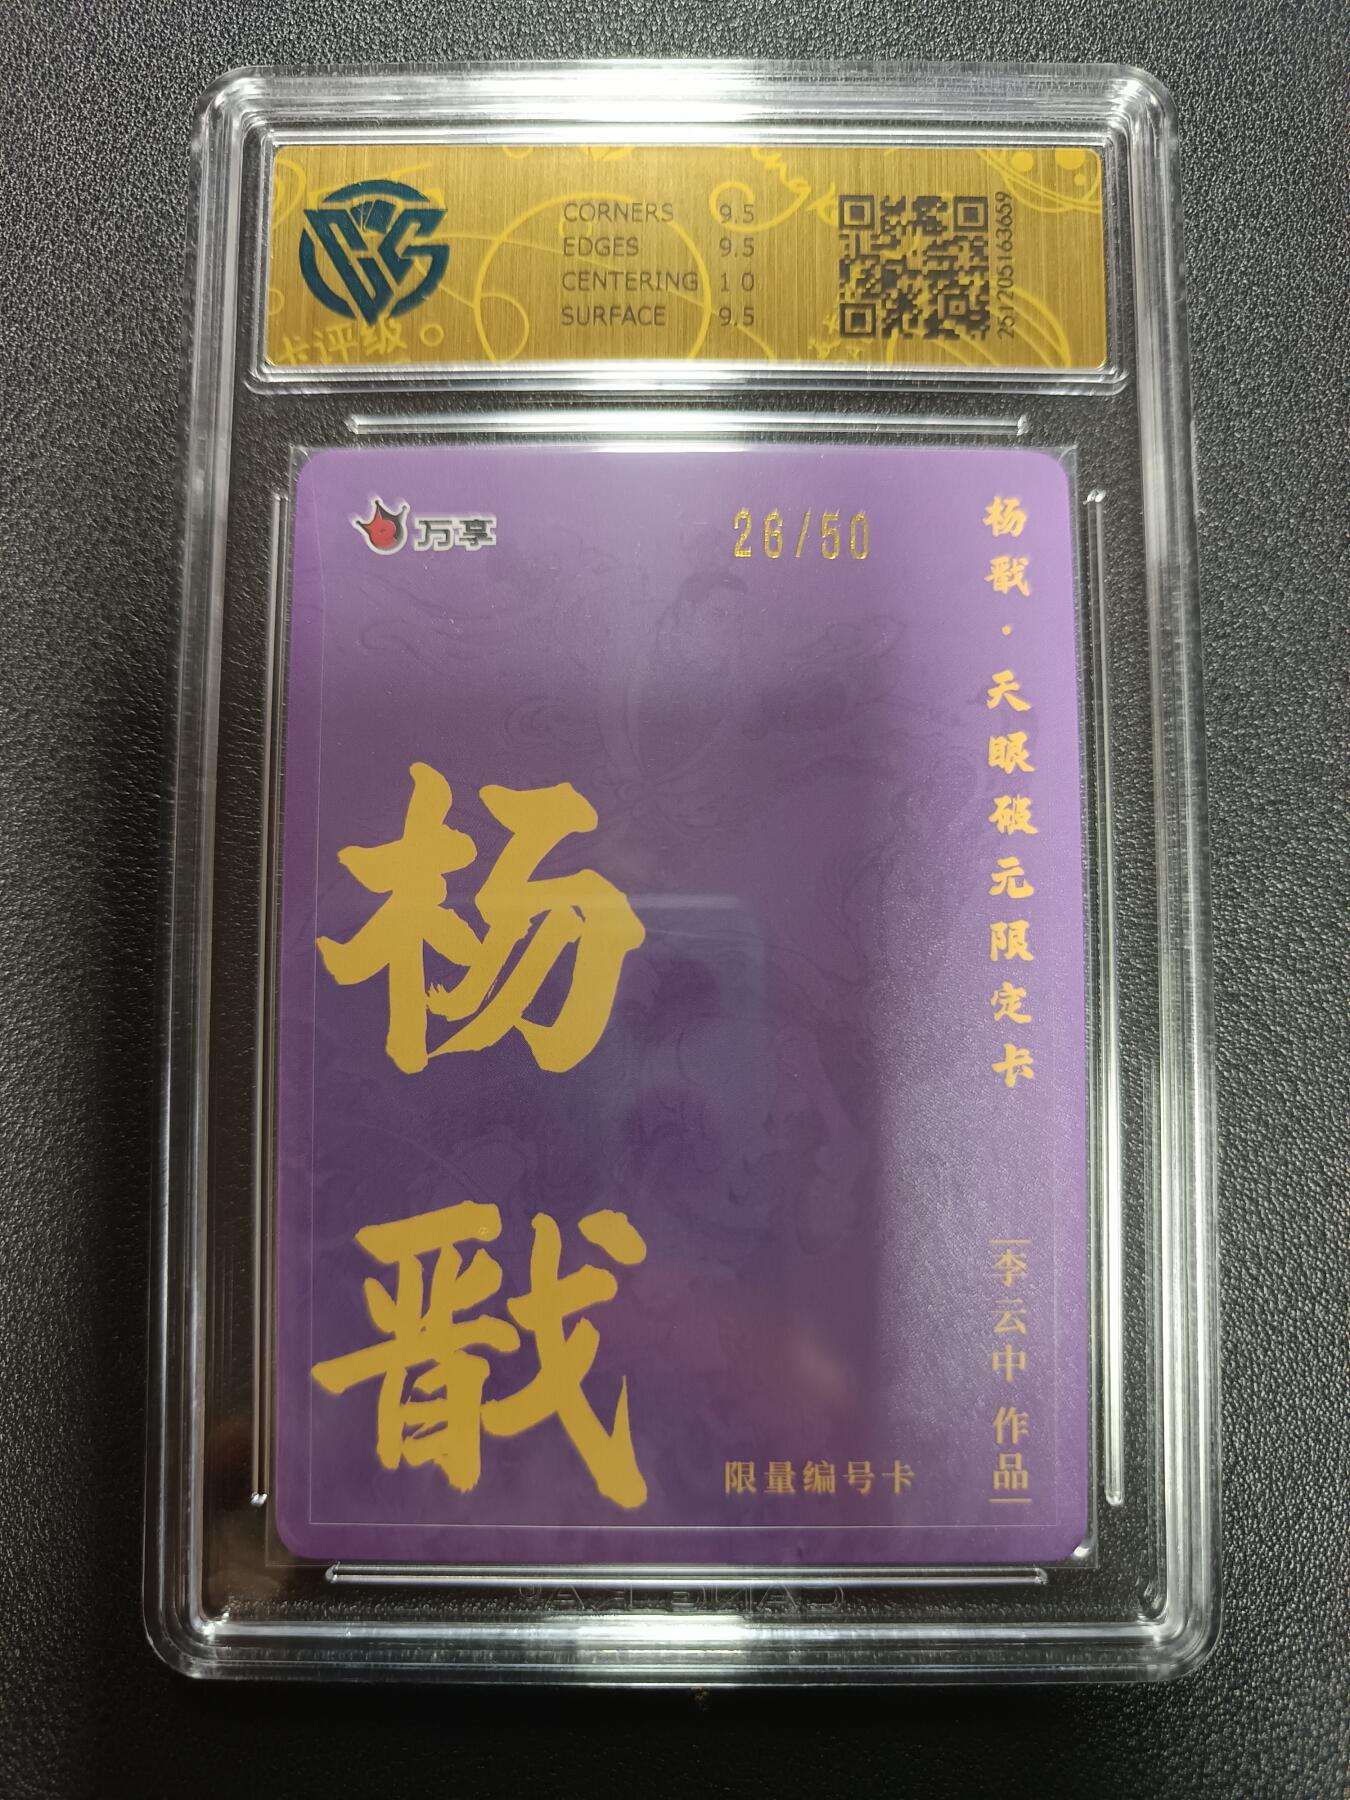 CORNERS 9.5
EDGES 9.5
CENTERING 10
SURFACE 9.5
251205163659
卡评级
万享
26/50
杨戬·天眼破元限定卡
杨戬
李云中 作品
限量编号卡